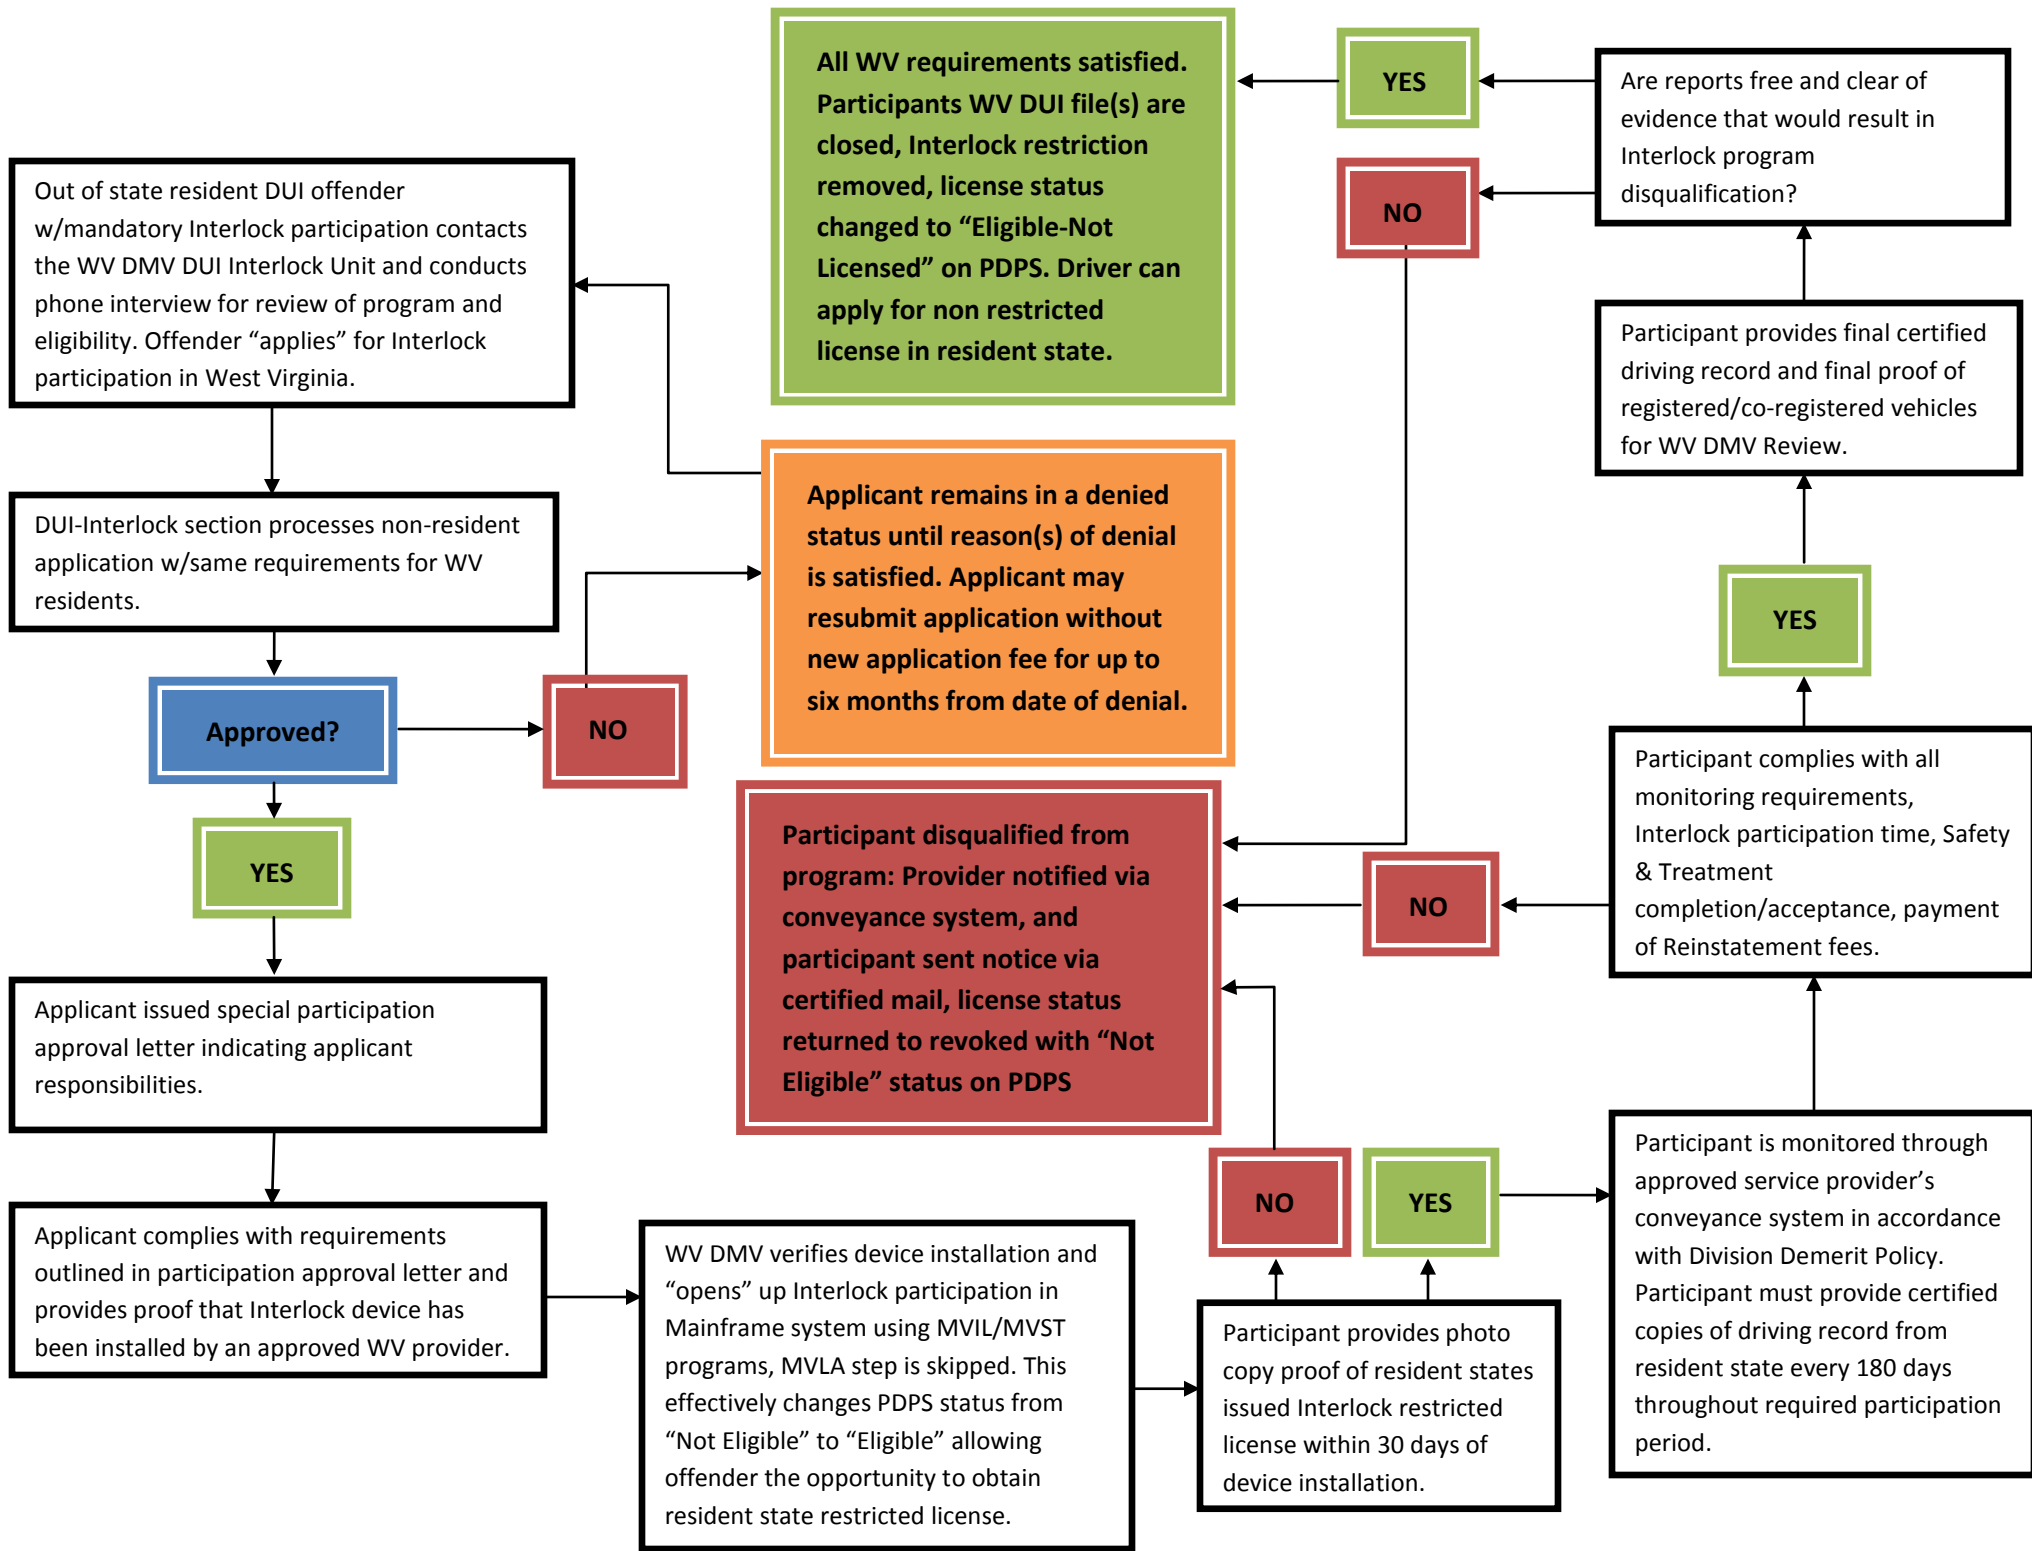 Out of state resident DUI offender
w/mandatory Interlock participation contacts
the WV DMV DUI Interlock Unit and conducts
phone interview for review of program and
eligibility. Offender “applies” for Interlock
participation in West Virginia.
DUI-Interlock section processes non-resident
application w/same requirements for WV
residents.
Approved?
NO
YES
Applicant issued special participation
approval letter indicating applicant
responsibilities.
Applicant complies with requirements
outlined in participation approval letter and
provides proof that Interlock device has
been installed by an approved WV provider.
Applicant remains in a denied
status until reason(s) of denial
is satisfied. Applicant may
resubmit application without
new application fee for up to
six months from date of denial.
WV DMV verifies device installation and
“opens” up Interlock participation in
Mainframe system using MVIL/MVST
programs, MVLA step is skipped. This
effectively changes PDPS status from
“Not Eligible” to “Eligible” allowing
offender the opportunity to obtain
resident state restricted license.
Participant provides photo
copy proof of resident states
issued Interlock restricted
license within 30 days of
device installation.
NO
YES
Participant disqualified from
program: Provider notified via
conveyance system, and
participant sent notice via
certified mail, license status
returned to revoked with “Not
Eligible” status on PDPS
Participant is monitored through
approved service provider’s
conveyance system in accordance
with Division Demerit Policy.
Participant must provide certified
copies of driving record from
resident state every 180 days
throughout required participation
period.
Participant complies with all
monitoring requirements,
Interlock participation time, Safety
& Treatment
completion/acceptance, payment
of Reinstatement fees.
NO
YES
Participant provides final certified
driving record and final proof of
registered/co-registered vehicles
for WV DMV Review.
Are reports free and clear of
evidence that would result in
Interlock program
disqualification?
YES
NO
All WV requirements satisfied.
Participants WV DUI file(s) are
closed, Interlock restriction
removed, license status
changed to “Eligible-Not
Licensed” on PDPS. Driver can
apply for non restricted
license in resident state.